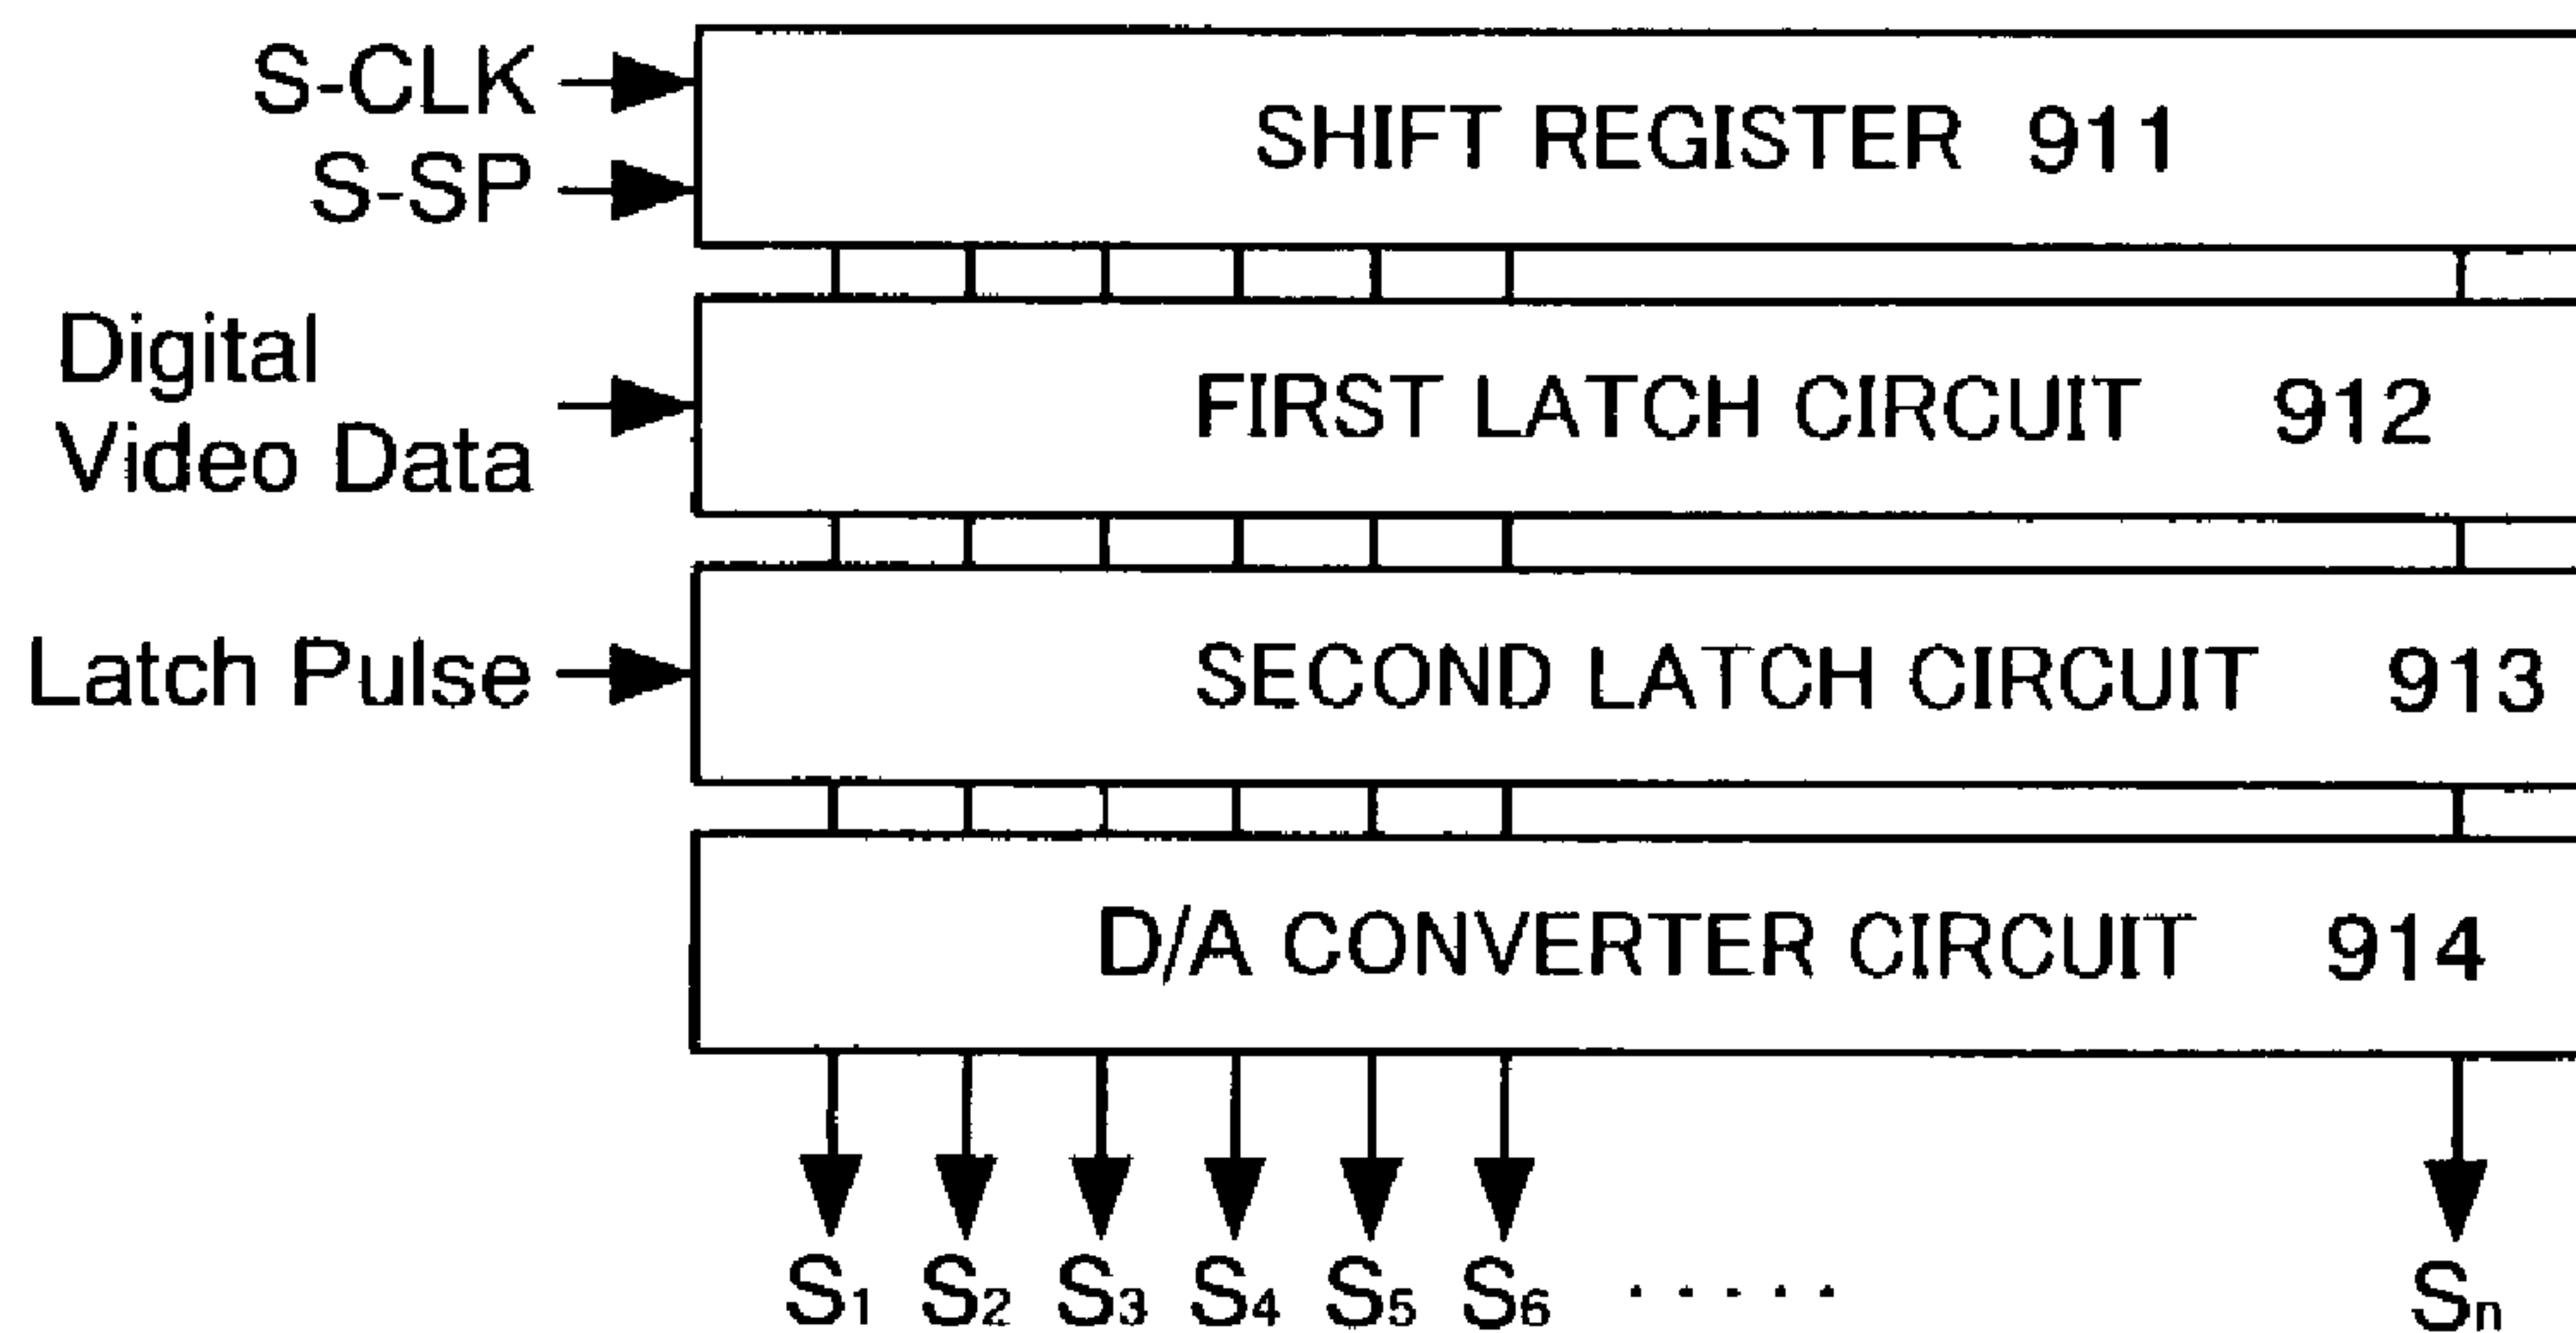 S-CLK
S-SP
SHIFT REGISTER 911
Digital
Video Data
FIRST LATCH CIRCUIT 912
Latch Pulse
SECOND LATCH CIRCUIT 913
D/A CONVERTER CIRCUIT 914
S1 S2 S3 S4 S5 S6 ····· Sn